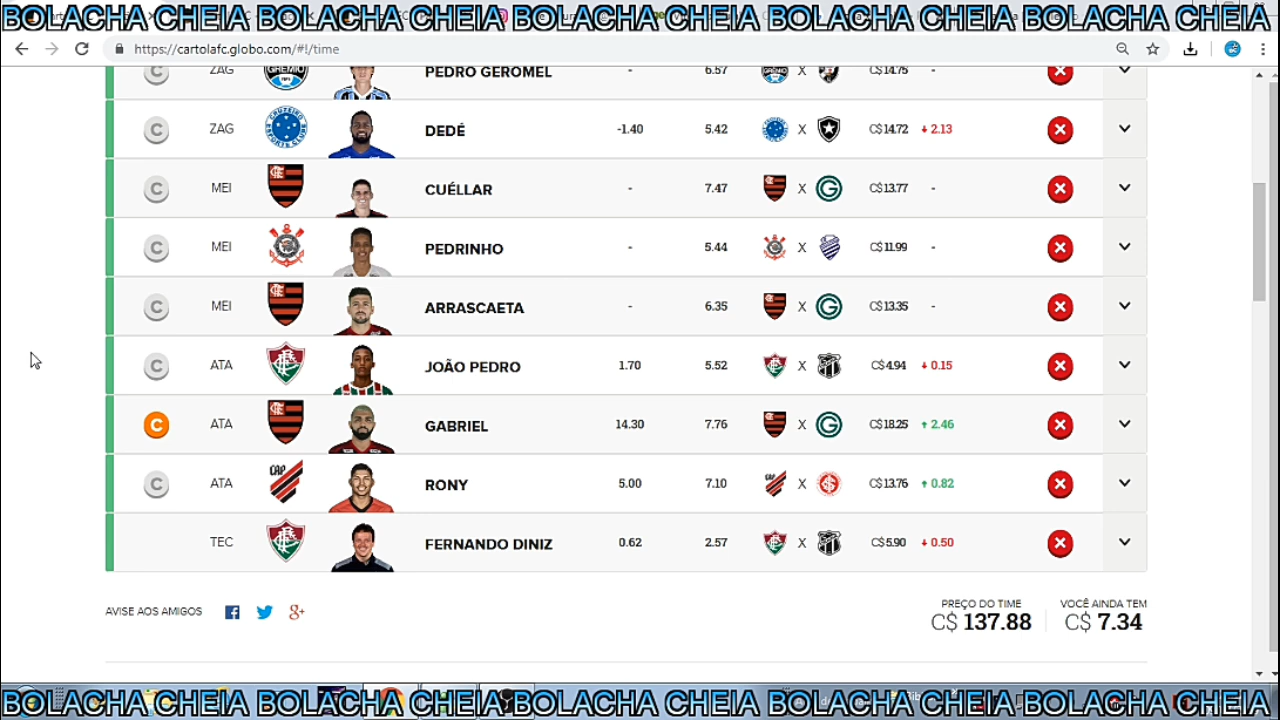 BOLACHA CHEIA BOLACHA CHEIA BOLACHA CHEIA BOLACHA CHEIA BOLACHA CHEIA
https://cartolafc.globo.com/#!/time
C ZAG PEDRO GEROMEL - 6.57 X C$14.75 -
C ZAG DEDÉ -1.40 5.42 X C$14.72 2.13
C MEI CUÉLLAR - 7.47 X C$13.77 -
C MEI PEDRINHO - 5.44 X C$11.99 -
C MEI ARRASCAETA - 6.35 X C$13.35 -
C ATA JOÃO PEDRO 1.70 5.52 X C$4.94 0.15
C ATA GABRIEL 14.30 7.76 X C$18.25 2.46
C ATA CAP RONY 5.00 7.10 X C$13.76 0.82
TEC FERNANDO DINIZ 0.62 2.57 X C$5.90 0.50
AVISE AOS AMIGOS
PREÇO DO TIME VOCÊ AINDA TEM
C$ 137.88 C$ 7.34
BOLACHA CHEIA BOLACHA CHEIA BOLACHA CHEIA BOLACHA CHEIA BOLACHA CHEIA